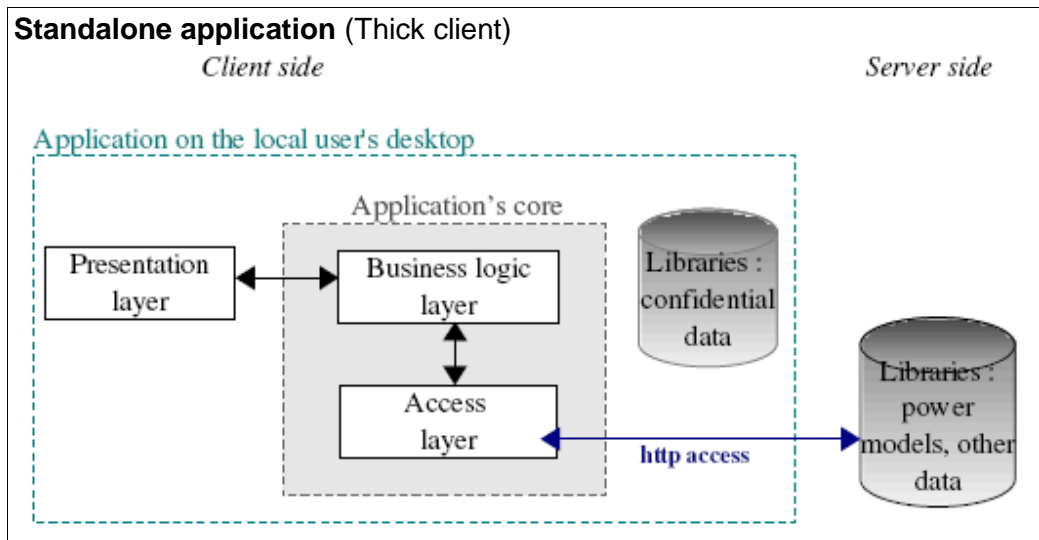 Standalone application (Thick client)
Client side
Server side
Application on the local user's desktop
Application's core
Presentation
layer
Business logic
layer
Access
layer
Libraries :
confidential
data
http access
Libraries :
power
models, other
data